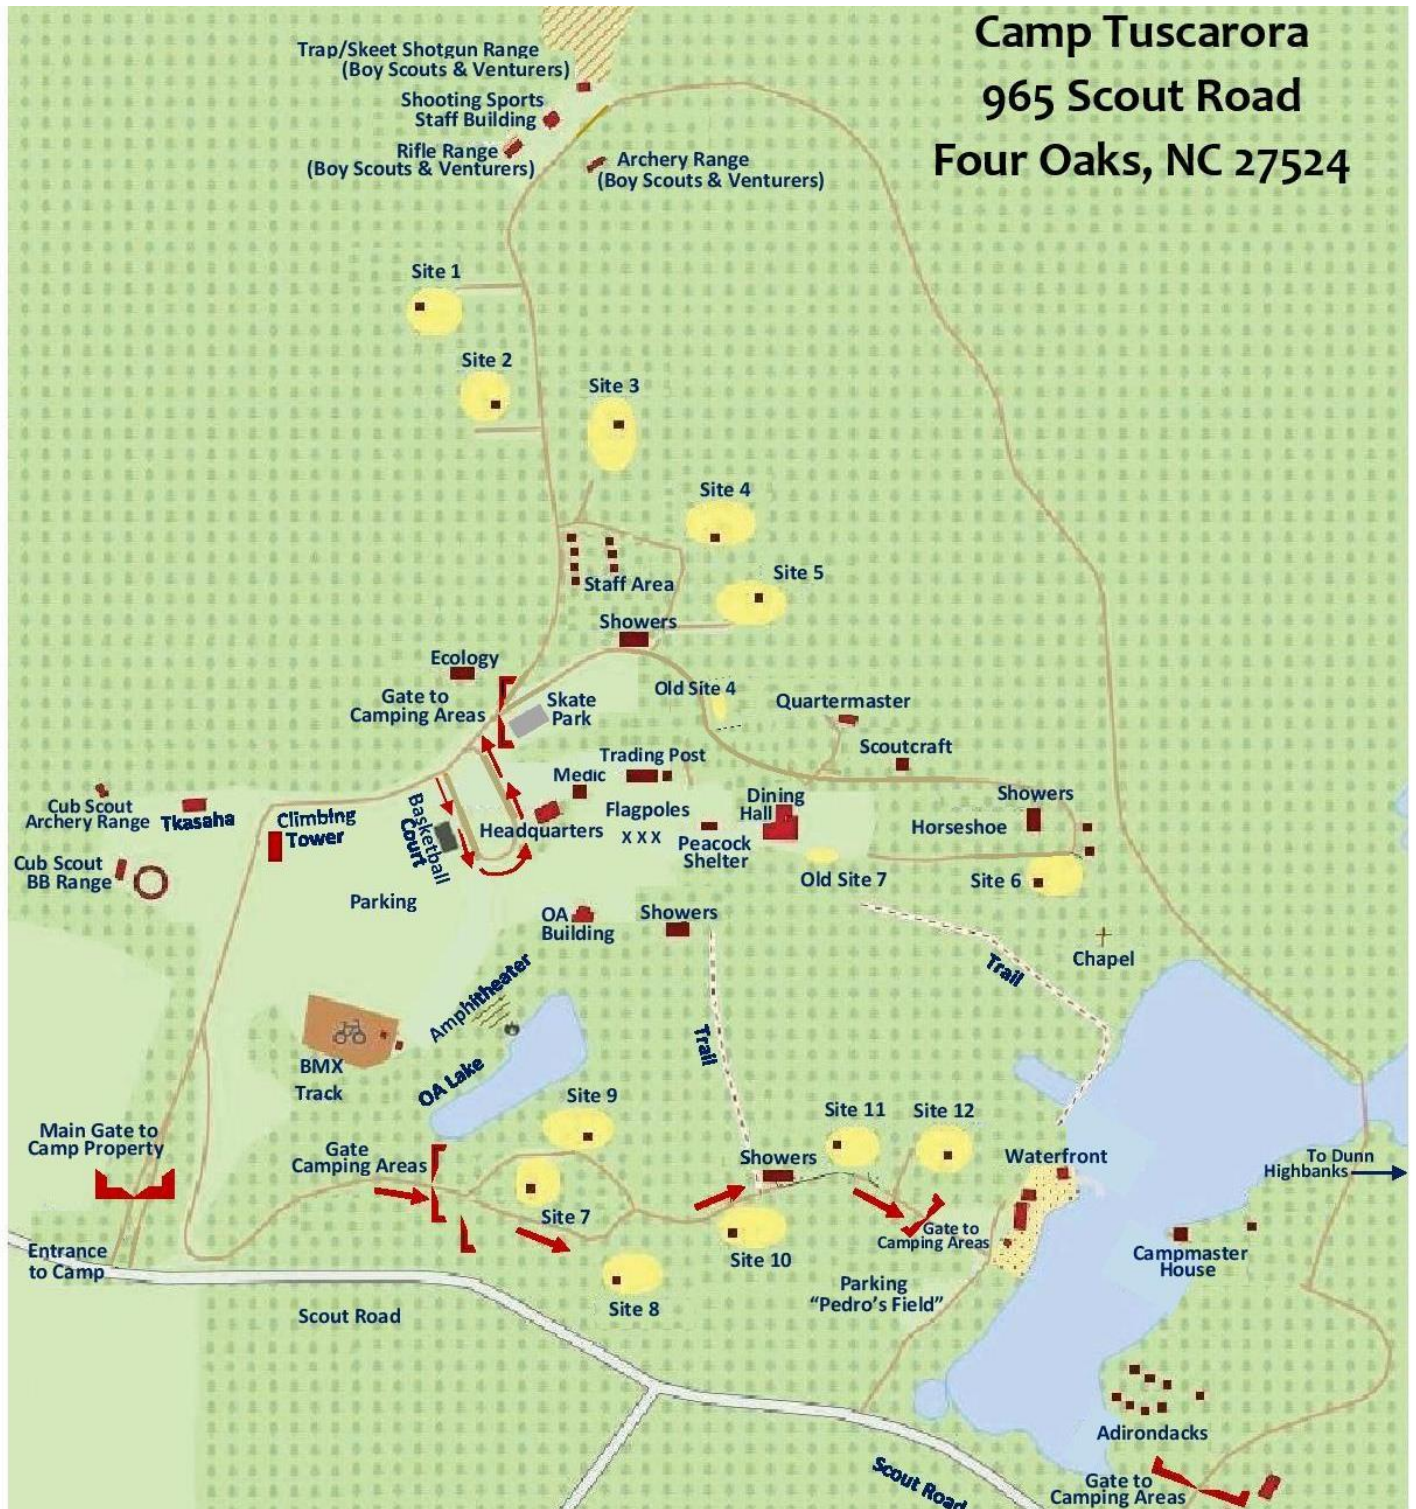 Camp Tuscarora
965 Scout Road
Four Oaks, NC 27524
Trap/Skeet Shotgun Range
(Boy Scouts & Venturers)
Shooting Sports
Staff Building
Rifle Range
(Boy Scouts & Venturers)
Archery Range
(Boy Scouts & Venturers)
Site 1
Site 2
Site 3
Site 4
Site 5
Staff Area
Showers
Ecology
Gate to
Camping Areas
Skate
Park
Old Site 4
Quartermaster
Scoutcraft
Trading Post
Medic
Showers
Cub Scout
Archery Range
Tkasaha
Climbing
Tower
Basketball
Court
Headquarters
Flagpoles
X X X
Dining
Hall
Horseshoe
Peacock
Shelter
Cub Scout
BB Range
Old Site 7
Site 6
Parking
OA
Building
Showers
Chapel
Trail
Amphitheater
Trail
BMX
Track
OA Lake
Site 9
Site 11
Site 12
Main Gate to
Camp Property
Gate
Camping Areas
Showers
Waterfront
To Dunn
Highbanks
Site 7
Gate to
Camping Areas
Site 10
Entrance
to Camp
Campmaster
House
Parking
"Pedro's Field"
Site 8
Scout Road
Adirondacks
Scout Road
Gate to
Camping Areas